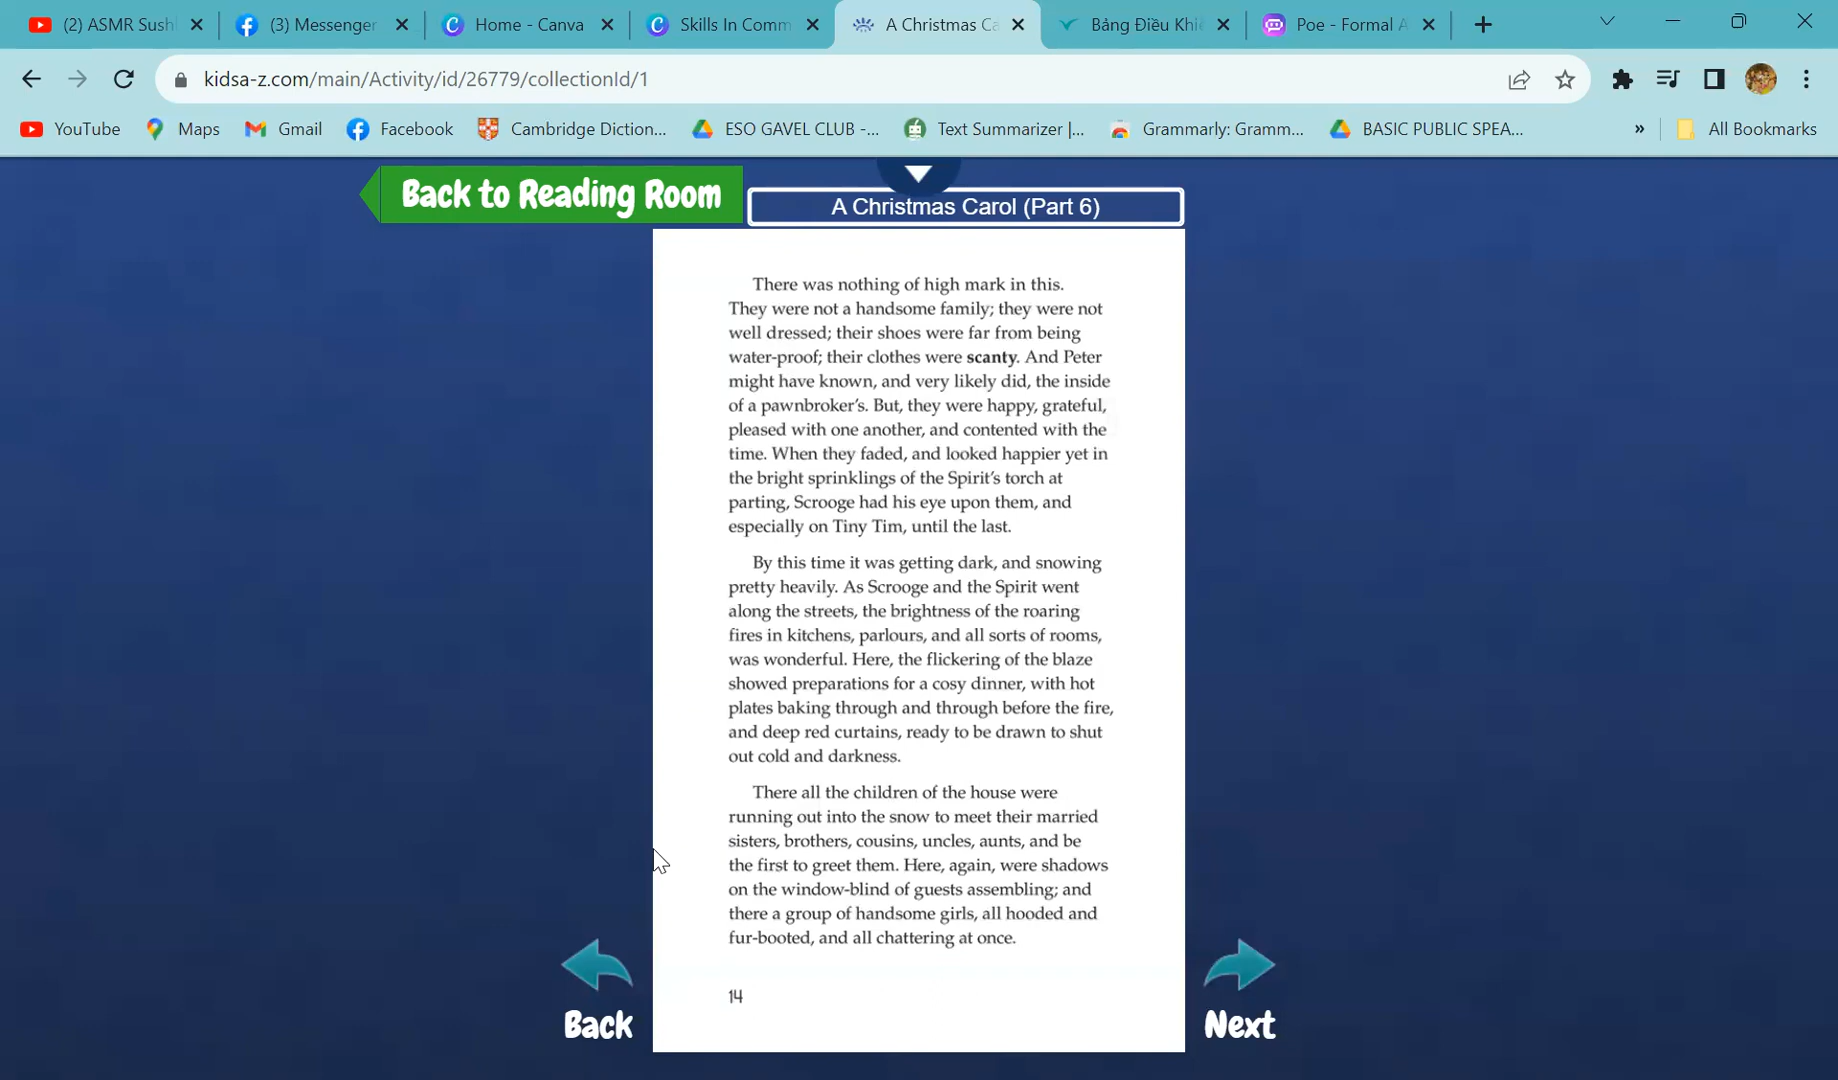 (2) ASMR Sush
(3) Messenger
Home - Canva
Skills In Comm
A Christmas Ca
Bảng Điều Khiể
Poe - Formal A
kidsa-z.com/main/Activity/id/26779/collectionId/1
YouTube
Maps
Gmail
Facebook
Cambridge Diction...
ESO GAVEL CLUB -...
Text Summarizer |...
Grammarly: Gramm...
BASIC PUBLIC SPEA...
»
All Bookmarks
Back to Reading Room
A Christmas Carol (Part 6)
There was nothing of high mark in this.
They were not a handsome family; they were not
well dressed; their shoes were far from being
water-proof; their clothes were scanty. And Peter
might have known, and very likely did, the inside
of a pawnbroker's. But, they were happy, grateful,
pleased with one another, and contented with the
time. When they faded, and looked happier yet in
the bright sprinklings of the Spirit's torch at
parting, Scrooge had his eye upon them, and
especially on Tiny Tim, until the last.
By this time it was getting dark, and snowing
pretty heavily. As Scrooge and the Spirit went
along the streets, the brightness of the roaring
fires in kitchens, parlours, and all sorts of rooms,
was wonderful. Here, the flickering of the blaze
showed preparations for a cosy dinner, with hot
plates baking through and through before the fire,
and deep red curtains, ready to be drawn to shut
out cold and darkness.
There all the children of the house were
running out into the snow to meet their married
sisters, brothers, cousins, uncles, aunts, and be
the first to greet them. Here, again, were shadows
on the window-blind of guests assembling; and
there a group of handsome girls, all hooded and
fur-booted, and all chattering at once.
14
Back
Next